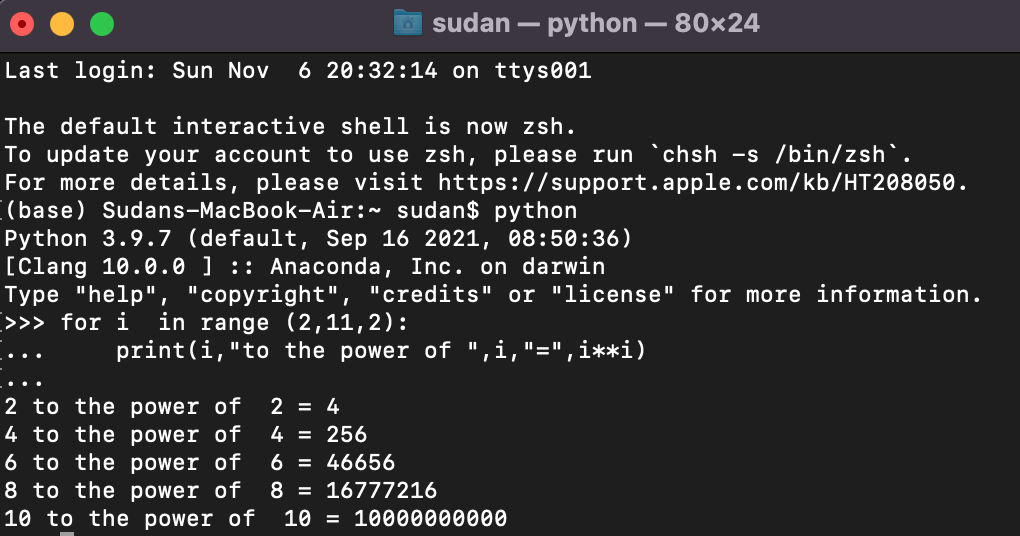 sudan — python — 80×24
Last login: Sun Nov  6 20:32:14 on ttys001
The default interactive shell is now zsh.
To update your account to use zsh, please run `chsh -s /bin/zsh`.
For more details, please visit https://support.apple.com/kb/HT208050.
(base) Sudans-MacBook-Air:~ sudan$ python
Python 3.9.7 (default, Sep 16 2021, 08:50:36)
[Clang 10.0.0 ] :: Anaconda, Inc. on darwin
Type "help", "copyright", "credits" or "license" for more information.
>>> for i  in range (2,11,2):
...     print(i,"to the power of ",i,"=",i**i)
...
2 to the power of  2 = 4
4 to the power of  4 = 256
6 to the power of  6 = 46656
8 to the power of  8 = 16777216
10 to the power of  10 = 10000000000